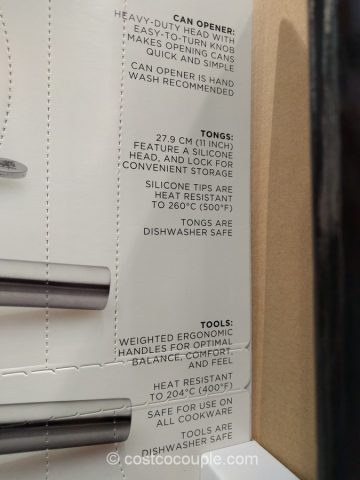 CAN OPENER:
HEAVY-DUTY HEAD WITH
EASY-TO-TURN KNOB
MAKES OPENING CANS
QUICK AND SIMPLE
CAN OPENER IS HAND
WASH RECOMMENDED
TONGS:
27.9 CM (11 INCH)
FEATURE A SILICONE
HEAD, AND LOCK FOR
CONVENIENT STORAGE
SILICONE TIPS ARE
HEAT RESISTANT
TO 260°C (500°F)
TONGS ARE
DISHWASHER SAFE
TOOLS:
WEIGHTED ERGONOMIC
HANDLES FOR OPTIMAL
BALANCE, COMFORT,
AND FEEL
HEAT RESISTANT
TO 204°C (400°F)
SAFE FOR USE ON
ALL COOKWARE
TOOLS ARE
DISHWASHER SAFE
© costcocouple.com